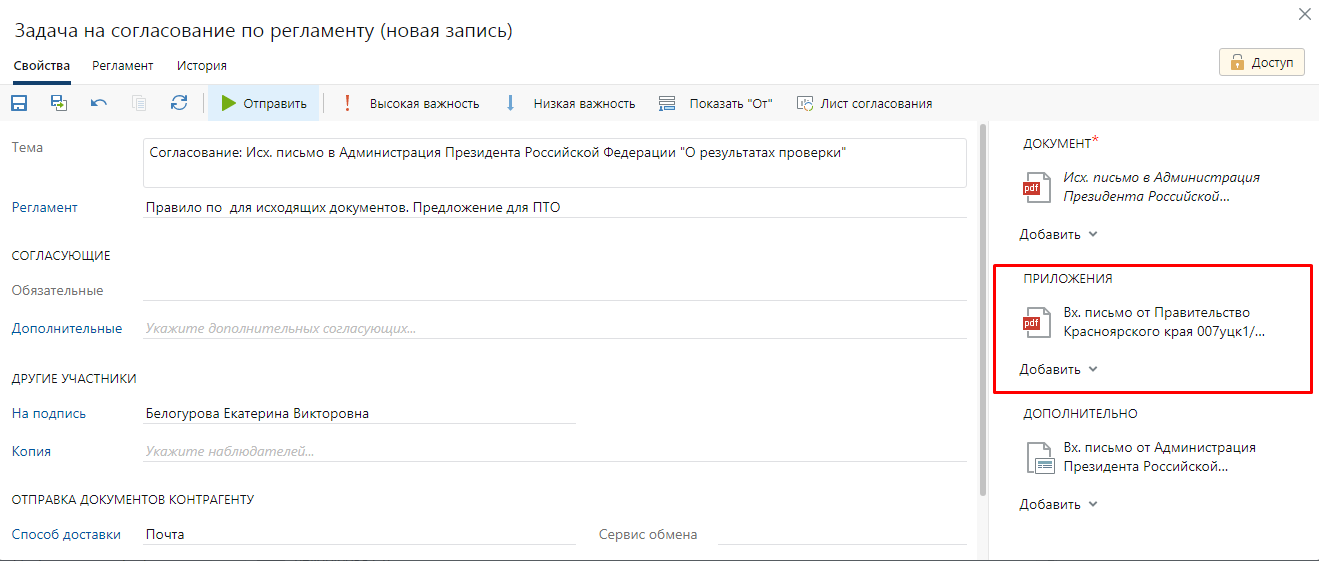 Задача на согласование по регламенту (новая запись)
Свойства Регламент История
Доступ
Отправить Высокая важность Низкая важность Показать "От" Лист согласования
Тема
Согласование: Исх. письмо в Администрация Президента Российской Федерации "О результатах проверки"
Регламент
Правило по для исходящих документов. Предложение для ПТО
СОГЛАСУЮЩИЕ
Обязательные
Дополнительные
Укажите дополнительных согласующих...
ДРУГИЕ УЧАСТНИКИ
На подпись
Белогурова Екатерина Викторовна
Копия
Укажите наблюдателей...
ОТПРАВКА ДОКУМЕНТОВ КОНТРАГЕНТУ
Способ доставки
Почта
Сервис обмена
ДОКУМЕНТ*
pdf
Исх. письмо в Администрация
Президента Российской...
Добавить
ПРИЛОЖЕНИЯ
pdf
Вх. письмо от Правительство
Красноярского края 007уцк1/...
Добавить
ДОПОЛНИТЕЛЬНО
Вх. письмо от Администрация
Президента Российской...
Добавить